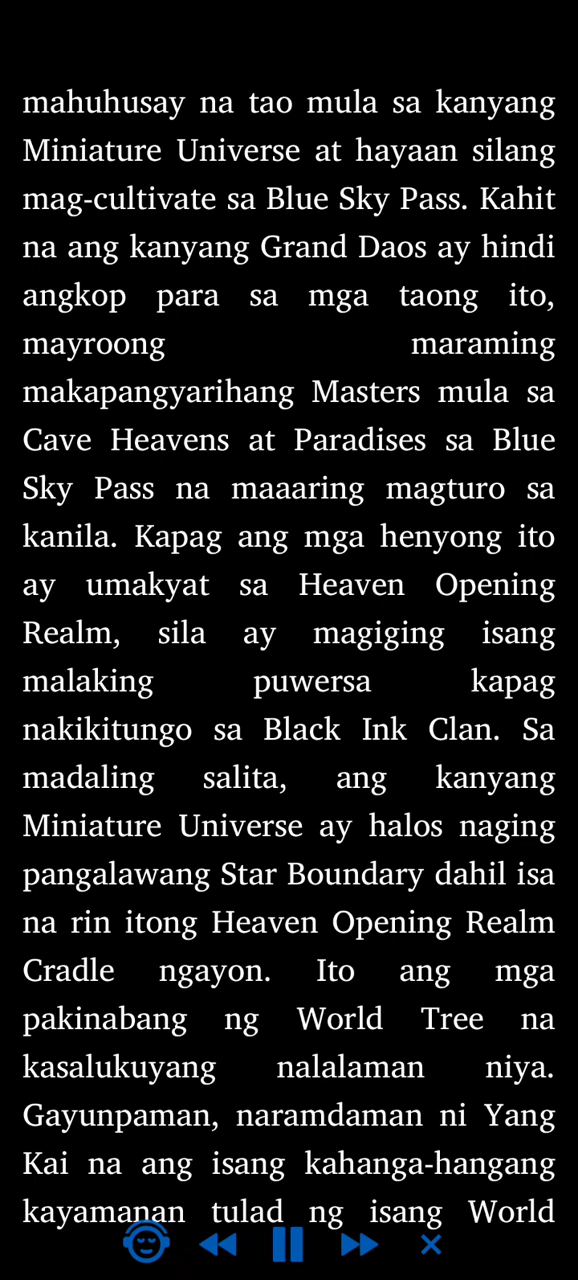 mahuhusay na tao mula sa kanyang
Miniature Universe at hayaan silang
mag-cultivate sa Blue Sky Pass. Kahit
na ang kanyang Grand Daos ay hindi
angkop para sa mga taong ito,
mayroong maraming
makapangyarihang Masters mula sa
Cave Heavens at Paradises sa Blue
Sky Pass na maaaring magturo sa
kanila. Kapag ang mga henyong ito
ay umakyat sa Heaven Opening
Realm, sila ay magiging isang
malaking puwersa kapag
nakikitungo sa Black Ink Clan. Sa
madaling salita, ang kanyang
Miniature Universe ay halos naging
pangalawang Star Boundary dahil isa
na rin itong Heaven Opening Realm
Cradle ngayon. Ito ang mga
pakinabang ng World Tree na
kasalukuyang nalalaman niya.
Gayunpaman, naramdaman ni Yang
Kai na ang isang kahanga-hangang
kayamanan tulad ng isang World